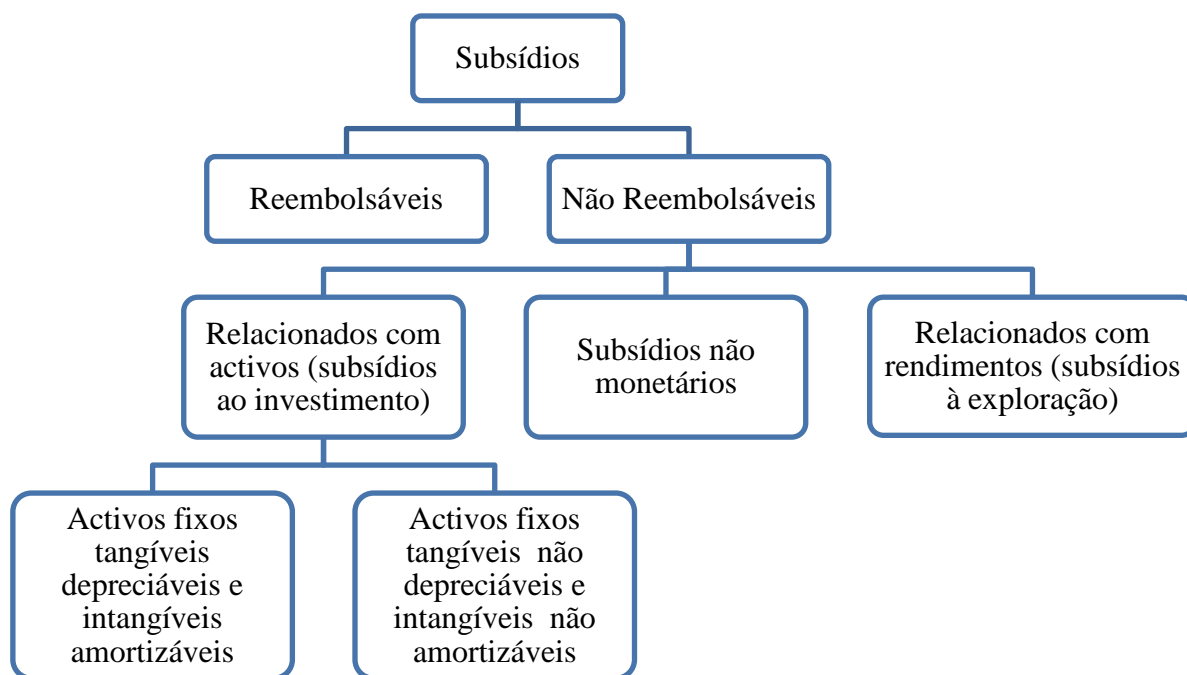 Subsídios
Reembolsáveis
Não Reembolsáveis
Relacionados com
activos (subsídios
ao investimento)
Subsídios não
monetários
Relacionados com
rendimentos (subsídios
à exploração)
Activos fixos
tangíveis
depreciáveis e
intangíveis
amortizáveis
Activos fixos
tangíveis não
depreciáveis e
intangíveis não
amortizáveis